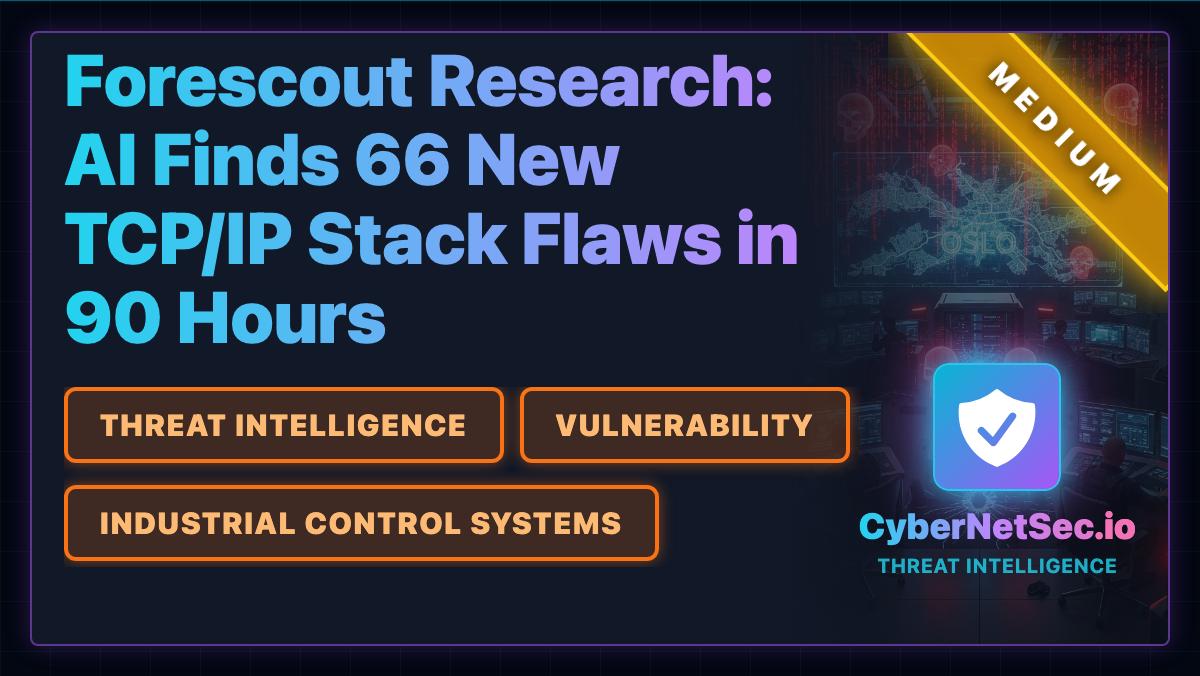 Forescout Research:
AI Finds 66 New
TCP/IP Stack Flaws in
90 Hours
MEDIUM
OSLO
THREAT INTELLIGENCE
VULNERABILITY
INDUSTRIAL CONTROL SYSTEMS
CyberNetSec.io
THREAT INTELLIGENCE